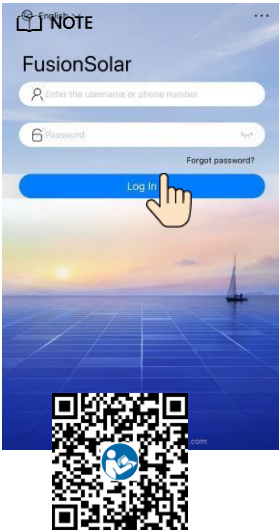 English
NOTE
FusionSolar
Enter the username or phone number
Password
Forgot password?
Log In
.com